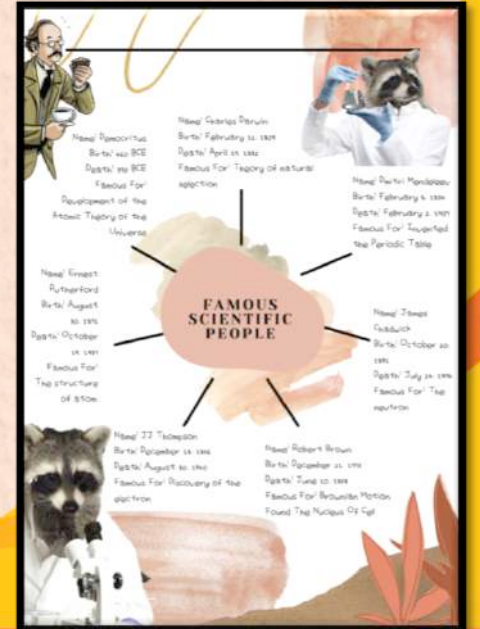 Name: Charles Darwin
Birth: February 12, 1809
Death: April 19, 1882
Famous For: Theory of natural
selection
Name: Democritus
Birth: 460 BCE
Death: 370 BCE
Famous For:
Development of the
Atomic Theory of the
Universe
Name: Dmitri Mendeleev
Birth: February 8, 1834
Death: February 2, 1907
Famous For: Invented
the Periodic Table
FAMOUS
SCIENTIFIC
PEOPLE
Name: Ernest
Rutherford
Birth: August
30, 1871
Death: October
19, 1937
Famous For:
The structure
of atom
Name: James
Chadwick
Birth: October 20,
1891
Death: July 24, 1974
Famous For: The
neutron
Name: JJ Thompson
Birth: December 18, 1856
Death: August 30, 1940
Famous For: Discovery of the
electron
Name: Robert Brown
Birth: December 21, 1773
Death: June 10, 1858
Famous For: Brownian Motion
Found The Nucleus Of Cell